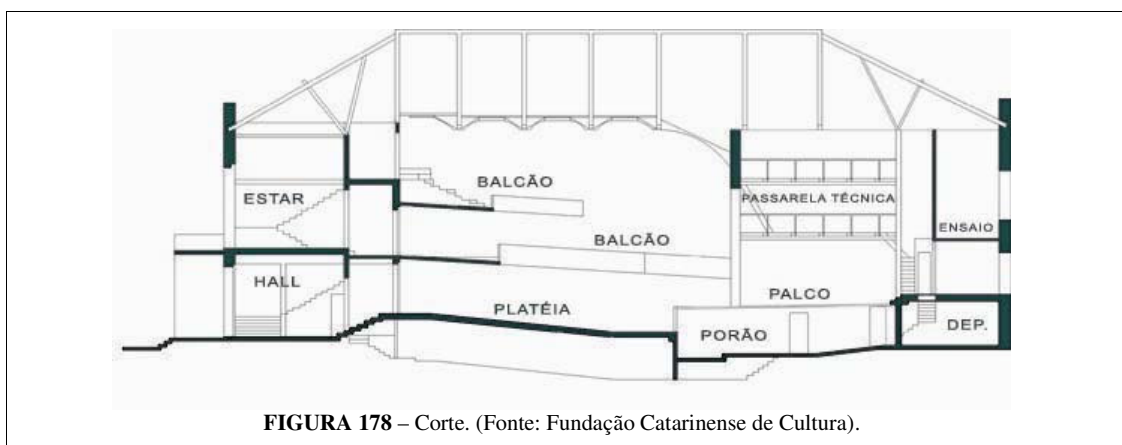 BALCÃO
ESTAR
PASSARELA TÉCNICA
ENSAIO
BALCÃO
HALL
PALCO
PLATÉIA
PORÃO
DEP.
FIGURA 178 – Corte. (Fonte: Fundação Catarinense de Cultura).